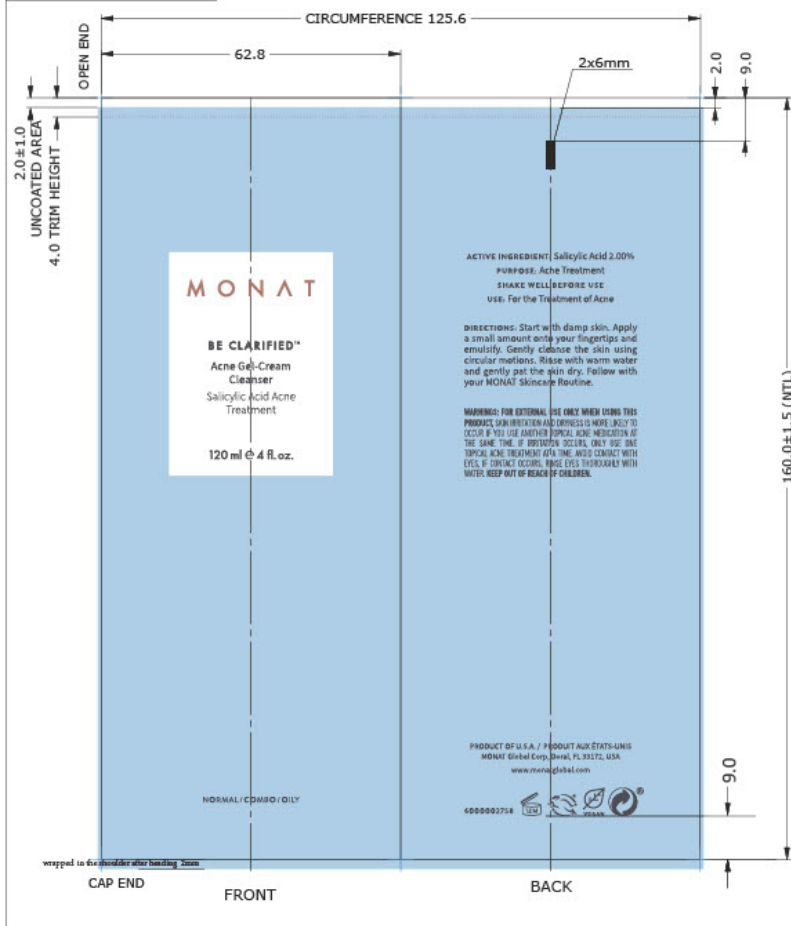 CIRCUMFERENCE 125.6
62.8
OPEN END
2x6mm
2.0
9.0
2.0±1.0
UNCOATED AREA
4.0 TRIM HEIGHT
160.0±1.5 (NTL)
MONAT
BE CLARIFIED™
Acne Gel-Cream
Cleanser
Salicylic Acid Acne
Treatment
120 ml ℮ 4 fl. oz.
NORMAL / COMBO / OILY
ACTIVE INGREDIENT: Salicylic Acid 2.00%
PURPOSE: Acne Treatment
SHAKE WELL BEFORE USE
USE: For the Treatment of Acne
DIRECTIONS: Start with damp skin. Apply
a small amount onto your fingertips and
emulsify. Gently cleanse the skin using
circular motions. Rinse with warm water
and gently pat the skin dry. Follow with
your MONAT Skincare Routine.
WARNINGS: FOR EXTERNAL USE ONLY. WHEN USING THIS
PRODUCT, SKIN IRRITATION AND DRYNESS IS MORE LIKELY TO
OCCUR IF YOU USE ANOTHER TOPICAL ACNE MEDICATION AT
THE SAME TIME. IF IRRITATION OCCURS, ONLY USE ONE
TOPICAL ACNE TREATMENT AT A TIME. AVOID CONTACT WITH
EYES, IF CONTACT OCCURS, RINSE EYES THOROUGHLY WITH
WATER. KEEP OUT OF REACH OF CHILDREN.
PRODUCT OF U.S.A. / PRODUIT AUX ÉTATS-UNIS
MONAT Global Corp, Doral, FL 33172, USA
www.monatglobal.com
6000002758
12M
VEGAN
®
9.0
wrapped in the shoulder after heading 2mm
CAP END
FRONT
BACK